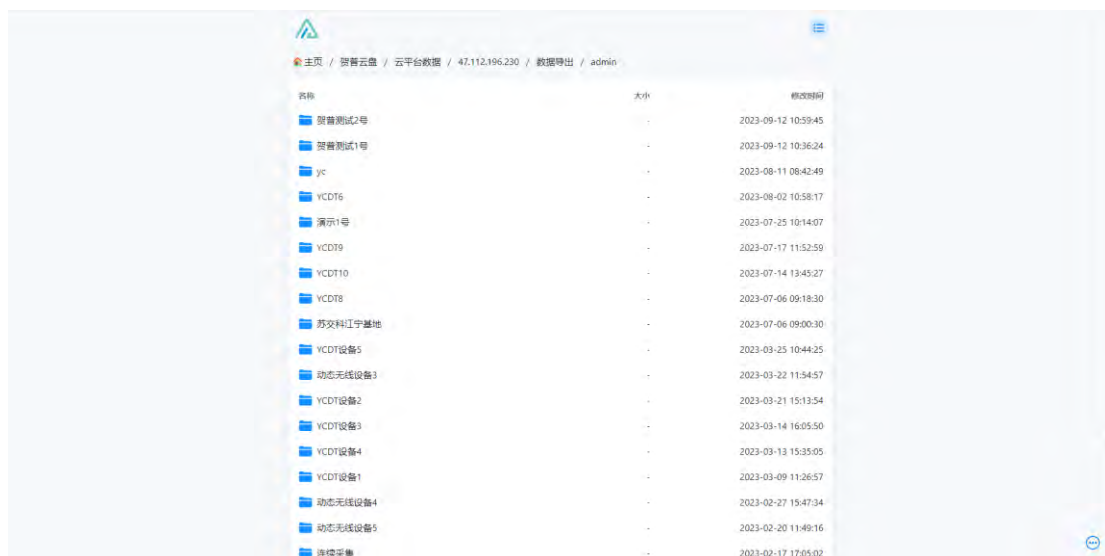 主页 / 贺普云盘 / 云平台数据 / 47.112.196.230 / 数据导出 / admin
名称 大小 修改时间
贺普测试2号 - 2023-09-12 10:59:45
贺普测试1号 - 2023-09-12 10:36:24
yc - 2023-08-11 08:42:49
YCDT6 - 2023-08-02 10:58:17
演示1号 - 2023-07-25 10:14:07
YCDT9 - 2023-07-17 11:52:59
YCDT10 - 2023-07-14 13:45:27
YCDT8 - 2023-07-06 09:18:30
苏交科江宁基地 - 2023-07-06 09:00:30
YCDT设备5 - 2023-03-25 10:44:25
动态无线设备3 - 2023-03-22 11:54:57
YCDT设备2 - 2023-03-21 15:13:54
YCDT设备3 - 2023-03-14 16:05:50
YCDT设备4 - 2023-03-13 15:35:05
YCDT设备1 - 2023-03-09 11:26:57
动态无线设备4 - 2023-02-27 15:47:34
动态无线设备5 - 2023-02-20 11:49:16
连续采集 - 2023-02-17 17:05:02